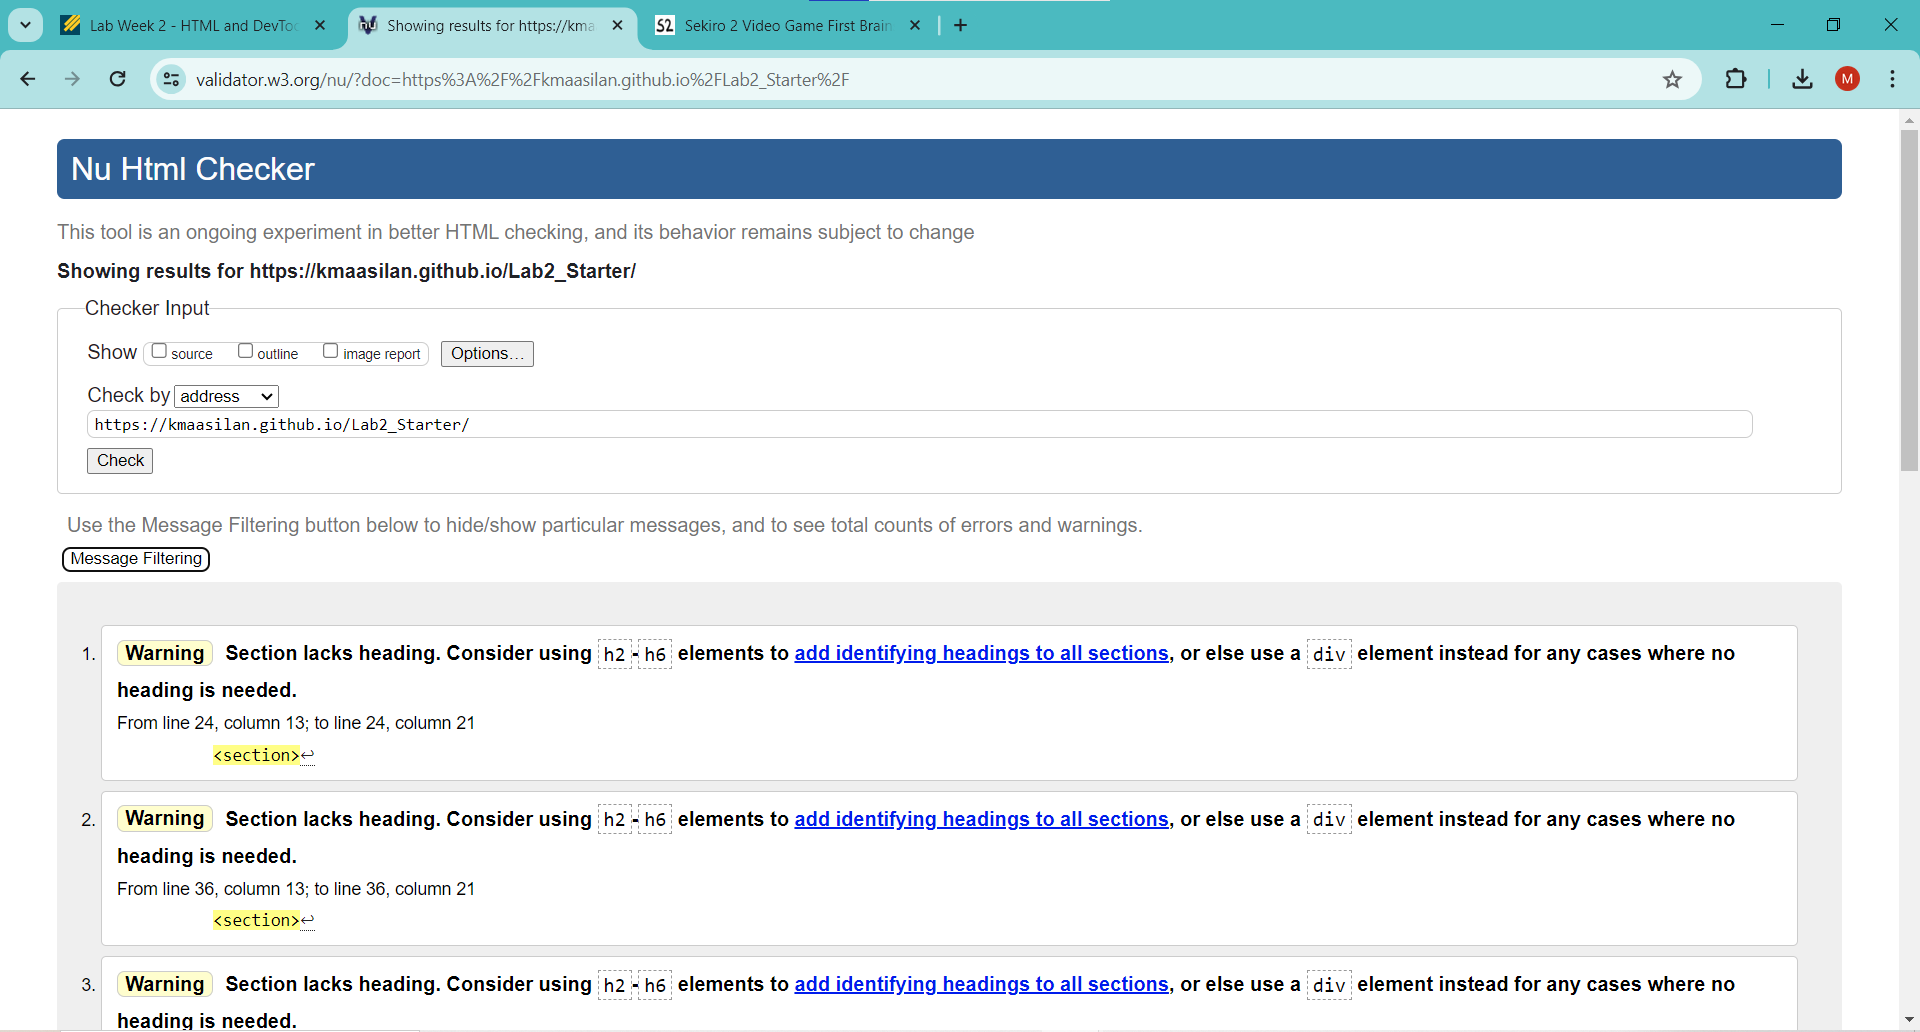 Lab Week 2 - HTML and DevToo
Showing results for https://kma
S2 Sekiro 2 Video Game First Brain
validator.w3.org/nu/?doc=https%3A%2F%2Fkmaasilan.github.io%2FLab2_Starter%2F
M
Nu Html Checker
This tool is an ongoing experiment in better HTML checking, and its behavior remains subject to change
Showing results for https://kmaasilan.github.io/Lab2_Starter/
Checker Input
Show source outline image report Options...
Check by address
https://kmaasilan.github.io/Lab2_Starter/
Check
Use the Message Filtering button below to hide/show particular messages, and to see total counts of errors and warnings.
Message Filtering
1. Warning Section lacks heading. Consider using h2-h6 elements to add identifying headings to all sections, or else use a div element instead for any cases where no
heading is needed.
From line 24, column 13; to line 24, column 21
<section>↩
2. Warning Section lacks heading. Consider using h2-h6 elements to add identifying headings to all sections, or else use a div element instead for any cases where no
heading is needed.
From line 36, column 13; to line 36, column 21
<section>↩
3. Warning Section lacks heading. Consider using h2-h6 elements to add identifying headings to all sections, or else use a div element instead for any cases where no
heading is needed.